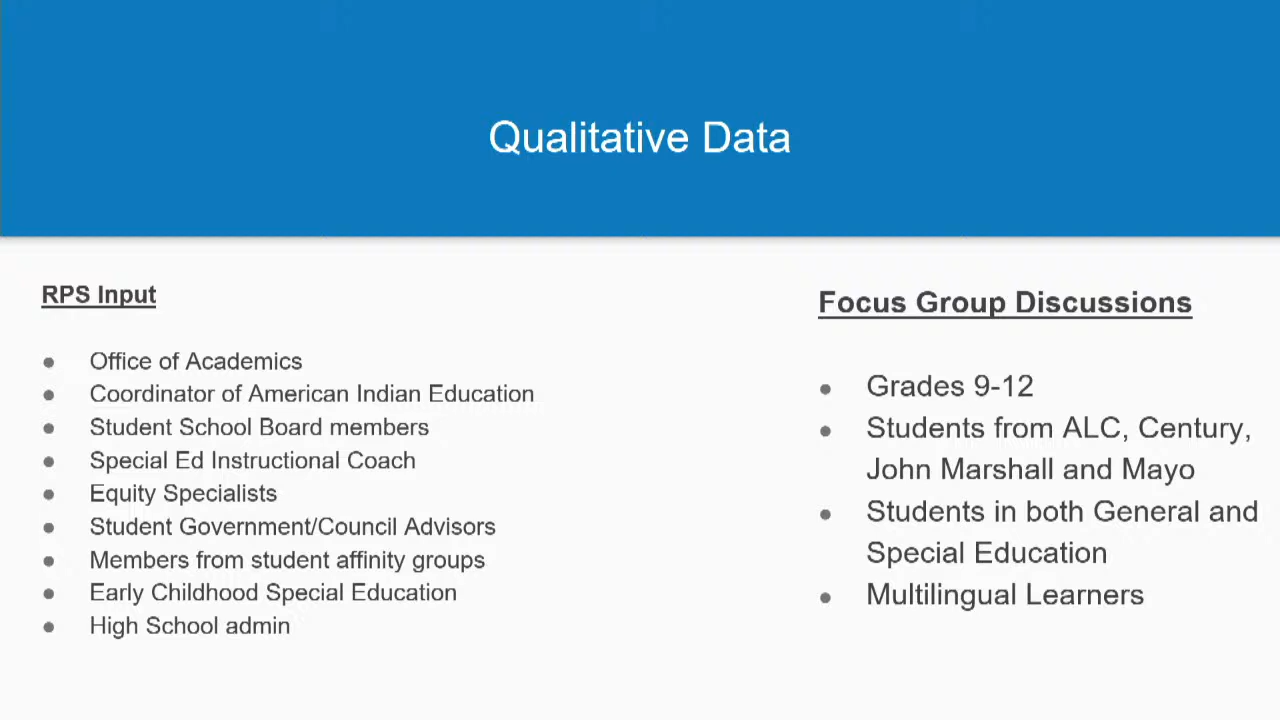 Qualitative Data
RPS Input
● Office of Academics
● Coordinator of American Indian Education
● Student School Board members
● Special Ed Instructional Coach
● Equity Specialists
● Student Government/Council Advisors
● Members from student affinity groups
● Early Childhood Special Education
● High School admin
Focus Group Discussions
● Grades 9-12
● Students from ALC, Century,
John Marshall and Mayo
● Students in both General and
Special Education
● Multilingual Learners